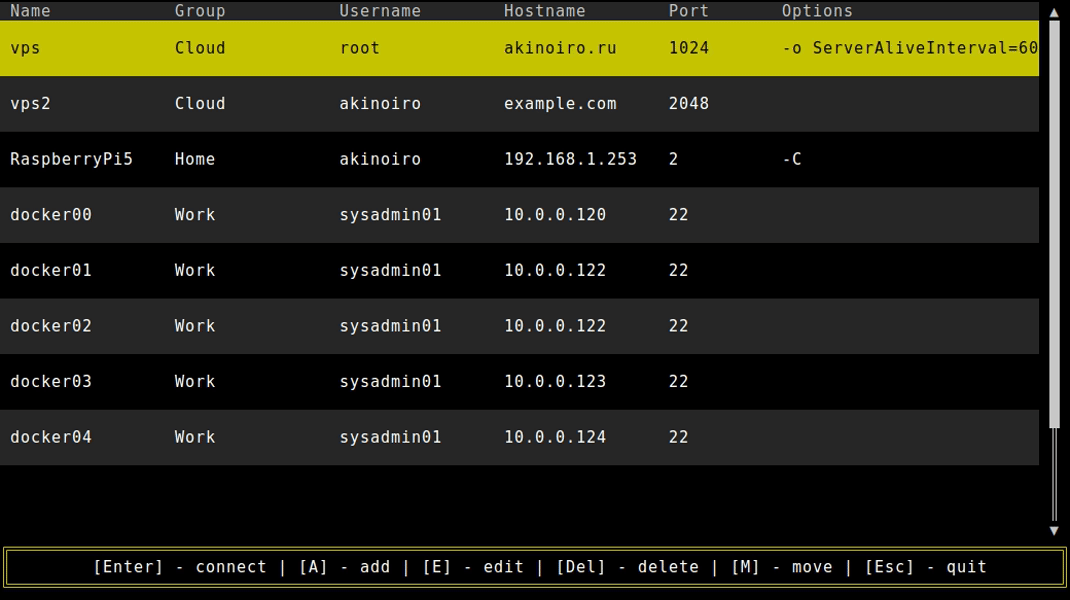 Name Group Username Hostname Port Options
vps Cloud root akinoiro.ru 1024 -o ServerAliveInterval=60
vps2 Cloud akinoiro example.com 2048
RaspberryPi5 Home akinoiro 192.168.1.253 2 -C
docker00 Work sysadmin01 10.0.0.120 22
docker01 Work sysadmin01 10.0.0.122 22
docker02 Work sysadmin01 10.0.0.122 22
docker03 Work sysadmin01 10.0.0.123 22
docker04 Work sysadmin01 10.0.0.124 22
[Enter] - connect | [A] - add | [E] - edit | [Del] - delete | [M] - move | [Esc] - quit